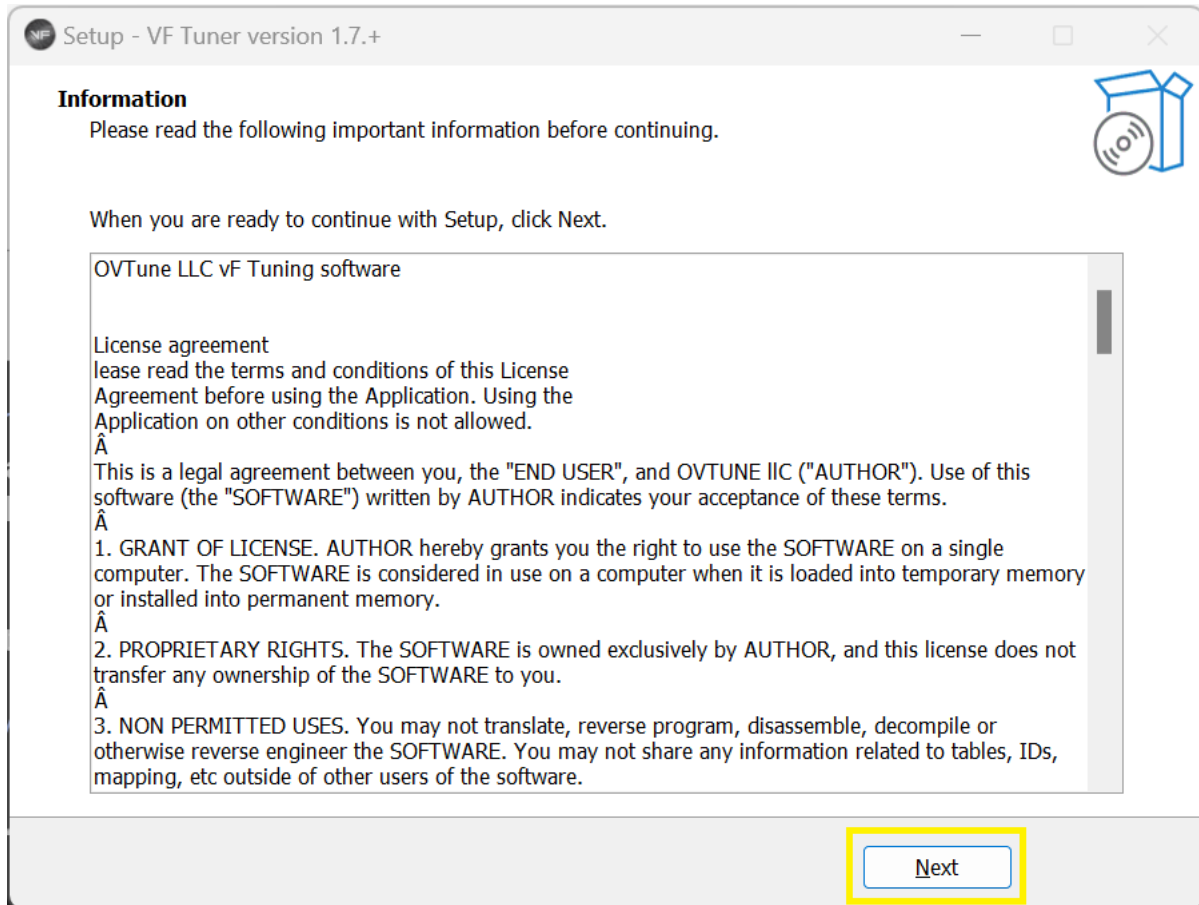 VF Setup - VF Tuner version 1.7.+
Information
Please read the following important information before continuing.
When you are ready to continue with Setup, click Next.
OVTune LLC vF Tuning software
License agreement
lease read the terms and conditions of this License
Agreement before using the Application. Using the
Application on other conditions is not allowed.
Â
This is a legal agreement between you, the "END USER", and OVTUNE llC ("AUTHOR"). Use of this
software (the "SOFTWARE") written by AUTHOR indicates your acceptance of these terms.
Â
1. GRANT OF LICENSE. AUTHOR hereby grants you the right to use the SOFTWARE on a single
computer. The SOFTWARE is considered in use on a computer when it is loaded into temporary memory
or installed into permanent memory.
Â
2. PROPRIETARY RIGHTS. The SOFTWARE is owned exclusively by AUTHOR, and this license does not
transfer any ownership of the SOFTWARE to you.
Â
3. NON PERMITTED USES. You may not translate, reverse program, disassemble, decompile or
otherwise reverse engineer the SOFTWARE. You may not share any information related to tables, IDs,
mapping, etc outside of other users of the software.
Next